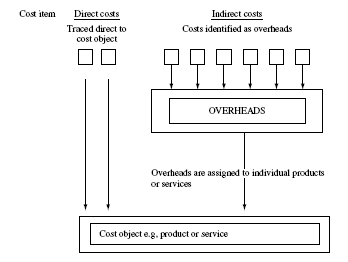 Cost item
Direct costs
Indirect costs
Traced direct to
cost object
Costs identified as overheads
OVERHEADS
Overheads are assigned to individual products
or services
Cost object e.g, product or service